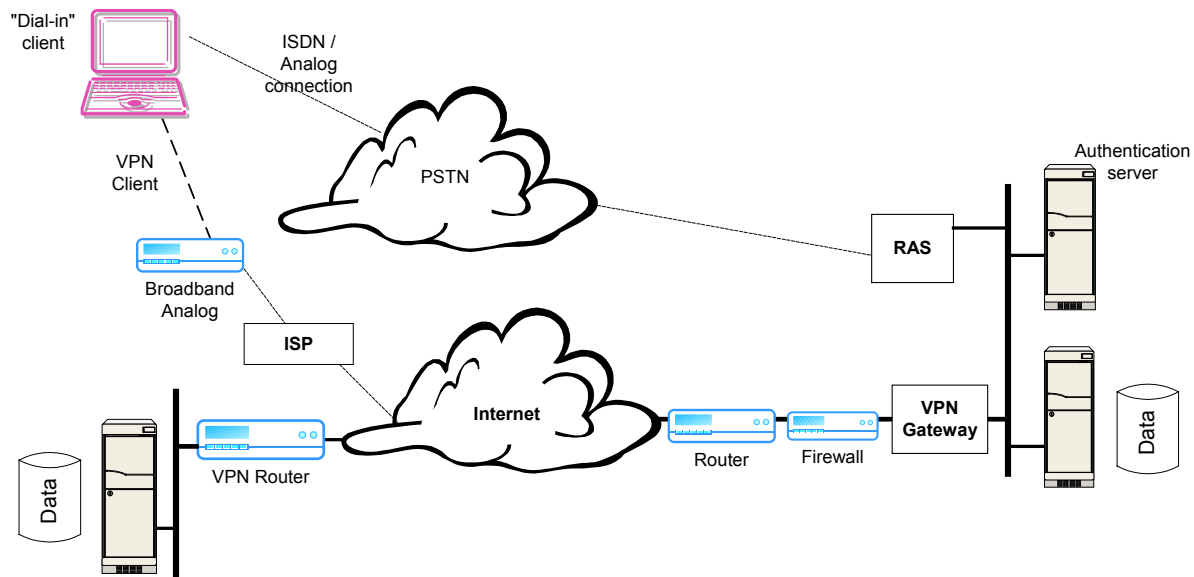 "Dial-in"
client
ISDN /
Analog
connection
PSTN
Authentication
server
VPN
Client
RAS
Broadband
Analog
ISP
Internet
VPN
Gateway
Router
Firewall
Data
VPN Router
Data